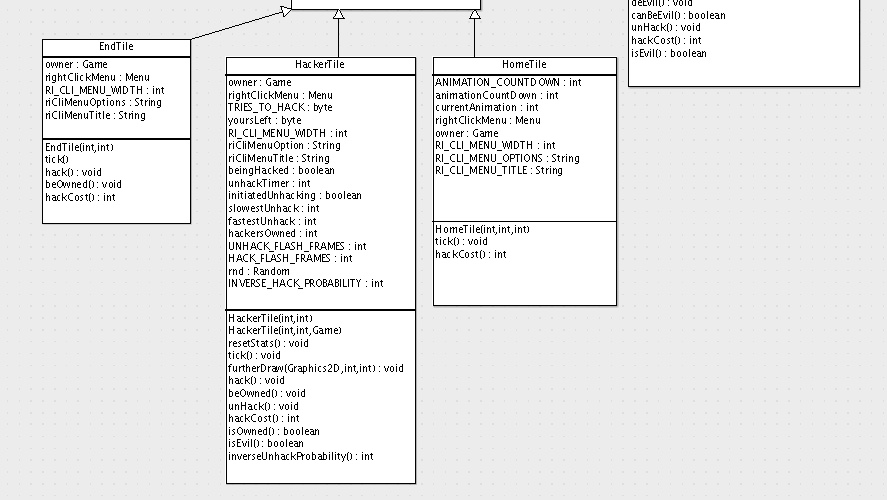 deEvil() : void
canBeEvil() : boolean
unHack() : void
hackCost() : int
isEvil() : boolean
EndTile
owner : Game
rightClickMenu : Menu
RI_CLI_MENU_WIDTH : int
riCliMenuOptions : String
riCliMenuTitle : String
EndTile(int,int)
tick()
hack() : void
beOwned() : void
hackCost() : int
HackerTile
owner : Game
rightClickMenu : Menu
TRIES_TO_HACK : byte
yoursLeft : byte
RI_CLI_MENU_WIDTH : int
riCliMenuOption : String
riCliMenuTitle : String
beingHacked : boolean
unhackTimer : int
initiatedUnhacking : boolean
slowestUnhack : int
fastestUnhack : int
hackersOwned : int
UNHACK_FLASH_FRAMES : int
HACK_FLASH_FRAMES : int
rnd : Random
INVERSE_HACK_PROBABILITY : int
HackerTile(int,int)
HackerTile(int,int,Game)
resetStats() : void
tick() : void
furtherDraw(Graphics2D,int,int) : void
hack() : void
beOwned() : void
unHack() : void
hackCost() : int
isOwned() : boolean
isEvil() : boolean
inverseUnhackProbability() : int
HomeTile
ANIMATION_COUNTDOWN : int
animationCountDown : int
currentAnimation : int
rightClickMenu : Menu
owner : Game
RI_CLI_MENU_WIDTH : int
RI_CLI_MENU_OPTIONS : String
RI_CLI_MENU_TITLE : String
HomeTile(int,int,int)
tick() : void
hackCost() : int